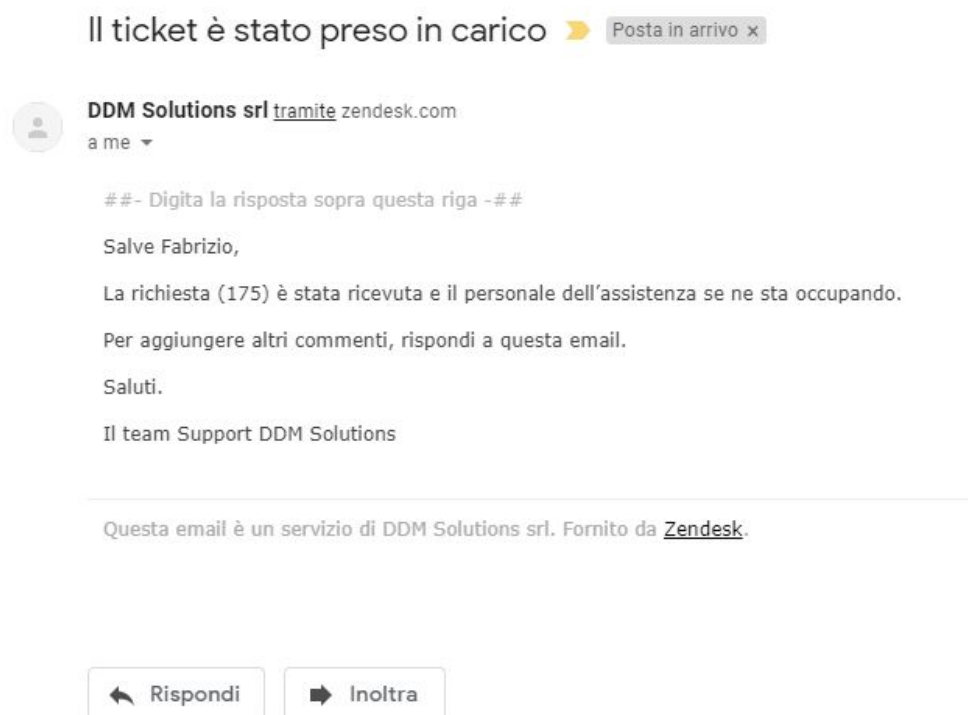 Il ticket è stato preso in carico Posta in arrivo x
DDM Solutions srl tramite zendesk.com
a me
##- Digita la risposta sopra questa riga -##
Salve Fabrizio,
La richiesta (175) è stata ricevuta e il personale dell’assistenza se ne sta occupando.
Per aggiungere altri commenti, rispondi a questa email.
Saluti.
Il team Support DDM Solutions
Questa email è un servizio di DDM Solutions srl. Fornito da Zendesk.
Rispondi Inoltra